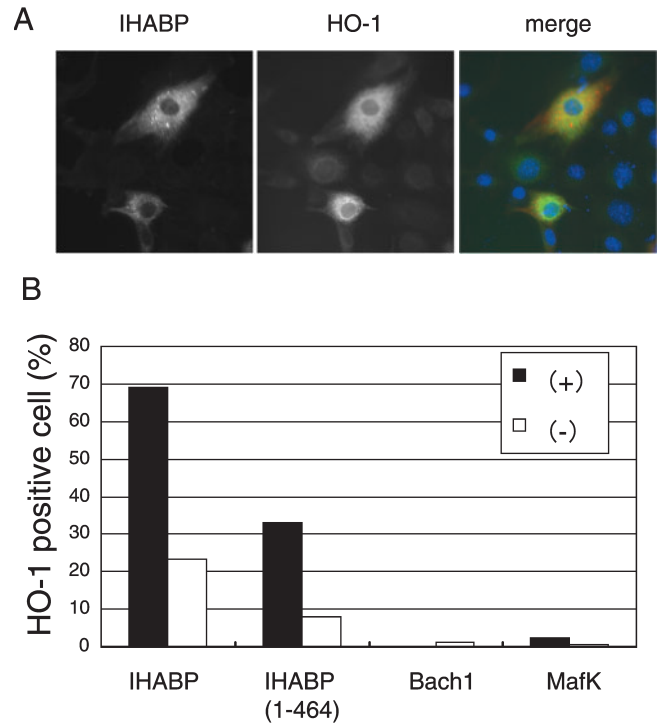 A
IHABP HO-1 merge
B
HO-1 positive cell (%)
80
70
60
50
40
30
20
10
0
(+)
(-)
IHABP IHABP Bach1 MafK
(1-464)